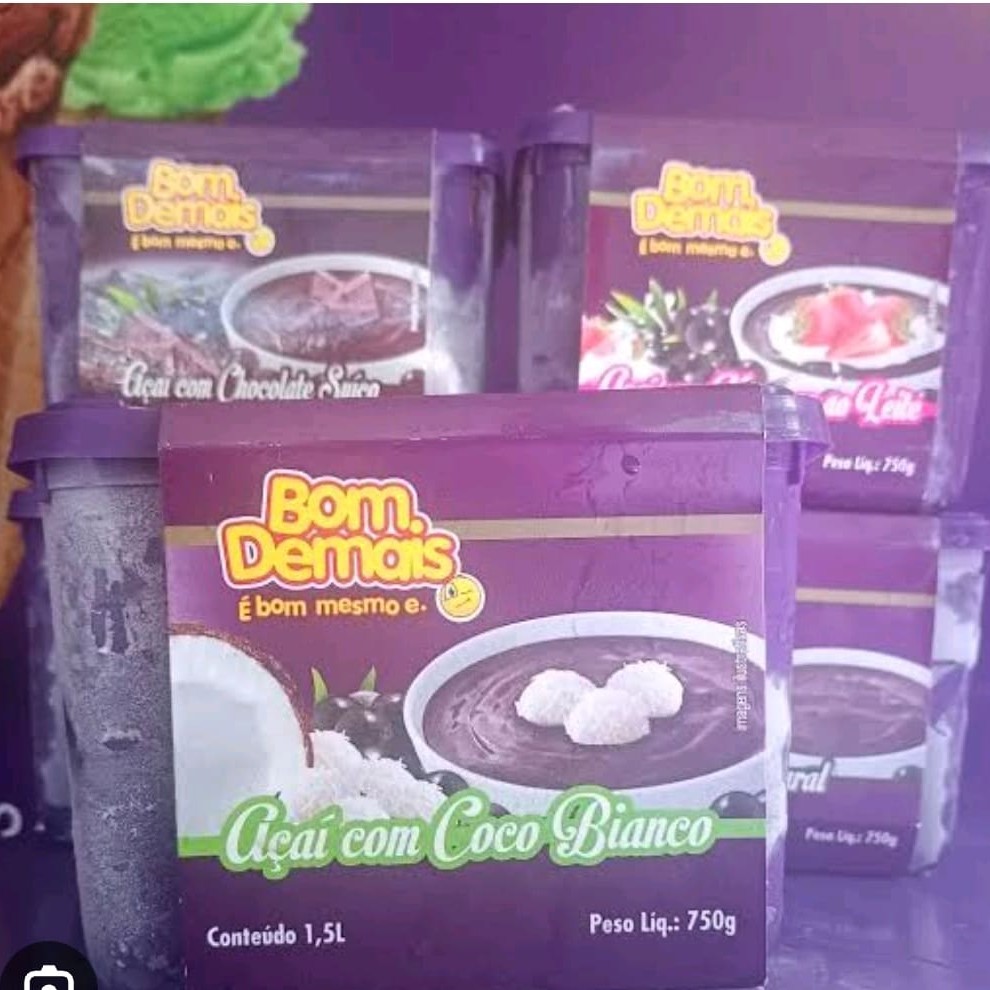 Bom.
Demais
É bom mesmo e.
Açaí com Chocolate Suíço
Bom.
Demais
É bom mesmo e.
Leite
Peso Liq.: 750g
Bom.
Demais
É bom mesmo e.
imagens ilustrativas
Açaí com Coco Bianco
Conteúdo 1,5L
Peso Liq.: 750g
ural
Peso Liq.: 750g